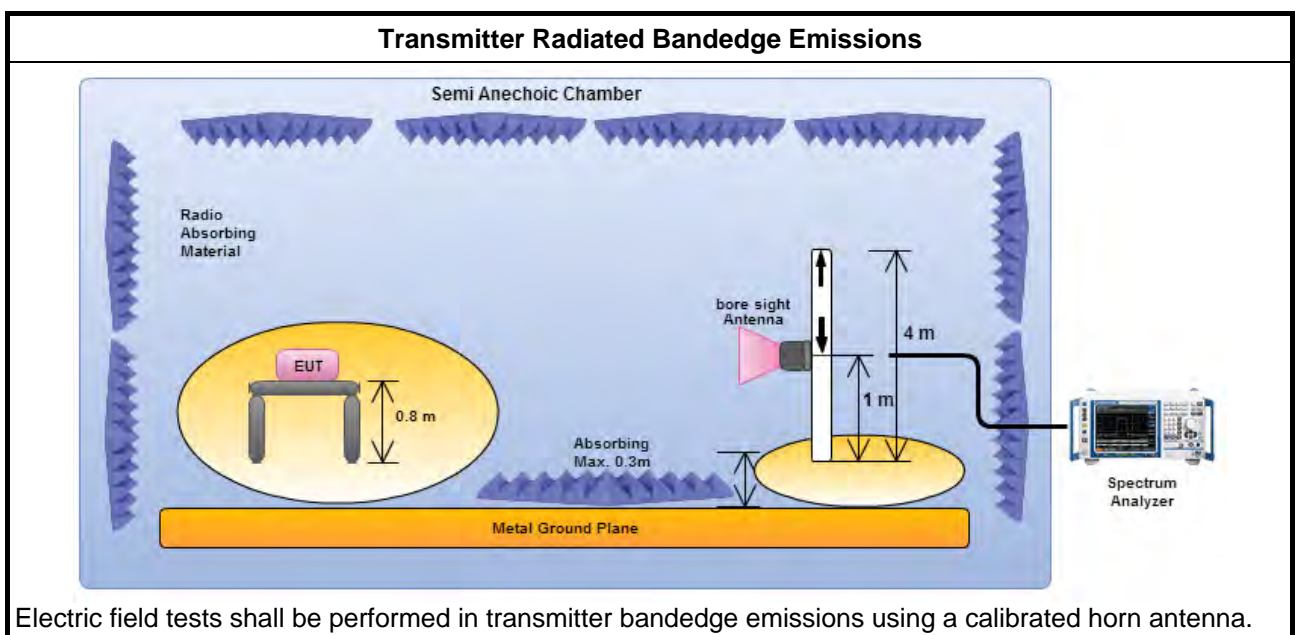 Transmitter Radiated Bandedge Emissions
Semi Anechoic Chamber
Radio
Absorbing
Material
bore sight
Antenna
4 m
EUT
1 m
0.8 m
Absorbing
Max. 0.3m
Spectrum
Analyzer
Metal Ground Plane
Electric field tests shall be performed in transmitter bandedge emissions using a calibrated horn antenna.